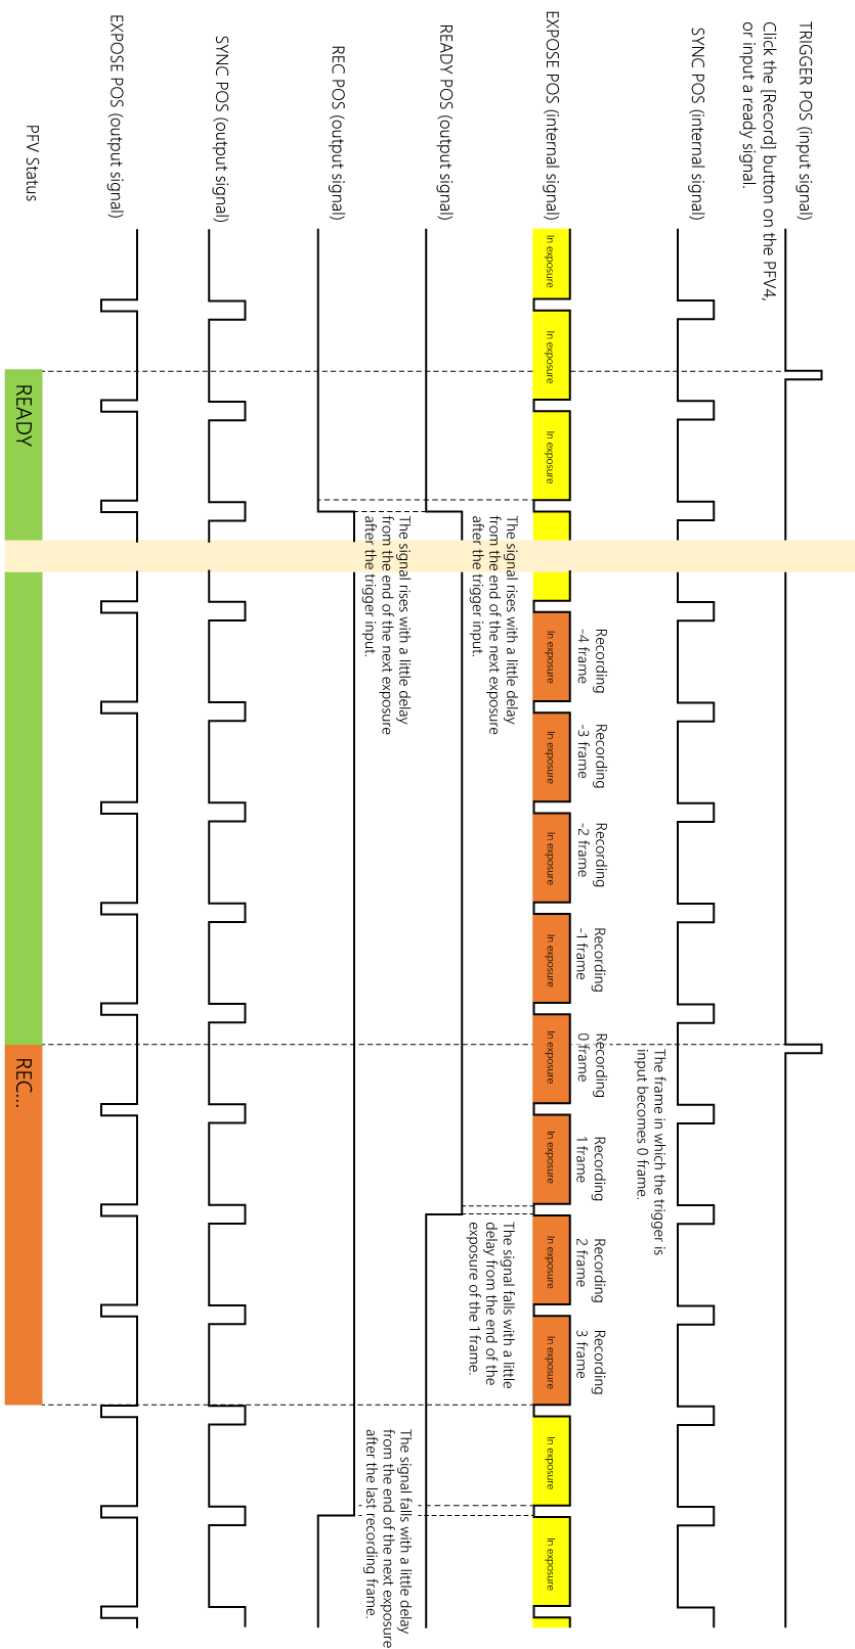 TRIGGER POS (input signal)
Click the [Record] button on the PFV4,
or input a ready signal.
SYNC POS (internal signal)
The frame in which the trigger is
input becomes 0 frame.
Recording
-4 frame
Recording
-3 frame
Recording
-2 frame
Recording
-1 frame
Recording
0 frame
Recording
1 frame
Recording
2 frame
Recording
3 frame
EXPOSE POS (internal signal)
In exposure
In exposure
In exposure
In exposure
In exposure
In exposure
In exposure
In exposure
In exposure
In exposure
In exposure
In exposure
In exposure
READY POS (output signal)
The signal rises with a little delay
from the end of the next exposure
after the trigger input.
The signal falls with a little
delay from the end of the
exposure of the 1 frame.
REC POS (output signal)
The signal rises with a little delay
from the end of the next exposure
after the trigger input.
The signal falls with a little delay
from the end of the next exposure
after the last recording frame.
SYNC POS (output signal)
EXPOSE POS (output signal)
PFV Status
READY
REC...